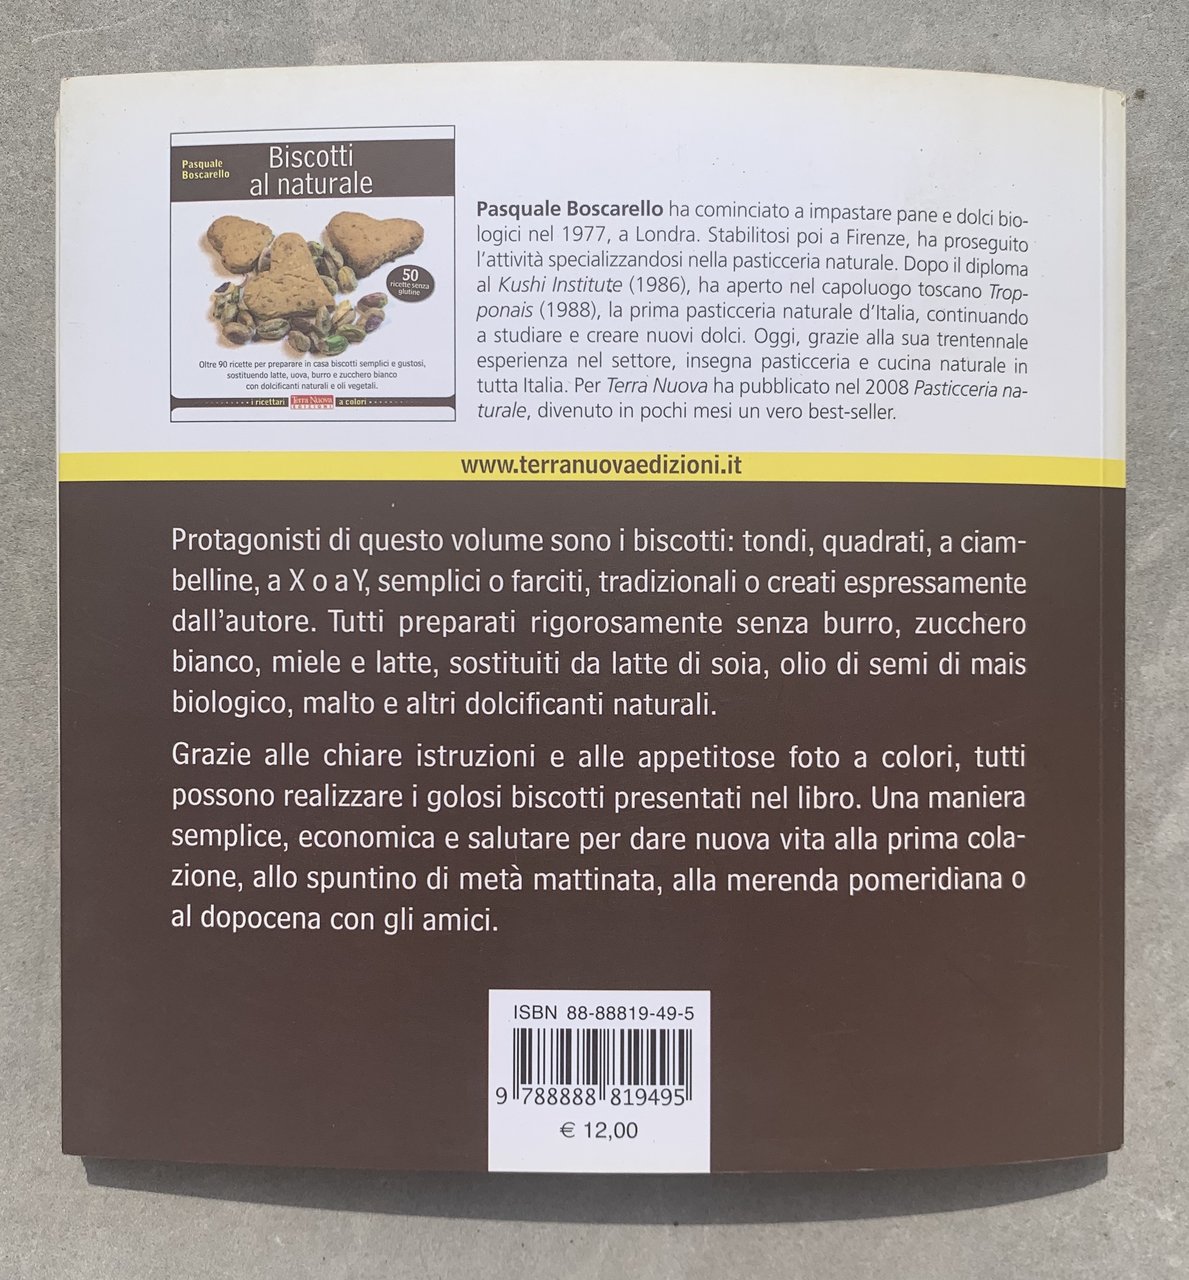 Pasquale
Boscarello
Biscotti
al naturale
50
ricette senza
glutine
Oltre 90 ricette per preparare in casa biscotti semplici e gustosi,
sostituendo latte, uova, burro e zucchero bianco
con dolcificanti naturali e oli vegetali.
i ricettari Terra Nuova EDIZIONI a colori
Pasquale Boscarello ha cominciato a impastare pane e dolci bio-
logici nel 1977, a Londra. Stabilitosi poi a Firenze, ha proseguito
l'attività specializzandosi nella pasticceria naturale. Dopo il diploma
al Kushi Institute (1986), ha aperto nel capoluogo toscano Trop-
ponais (1988), la prima pasticceria naturale d'Italia, continuando
a studiare e creare nuovi dolci. Oggi, grazie alla sua trentennale
esperienza nel settore, insegna pasticceria e cucina naturale in
tutta Italia. Per Terra Nuova ha pubblicato nel 2008 Pasticceria na-
turale, divenuto in pochi mesi un vero best-seller.
www.terranuovaedizioni.it
Protagonisti di questo volume sono i biscotti: tondi, quadrati, a ciam-
belline, a X o a Y, semplici o farciti, tradizionali o creati espressamente
dall'autore. Tutti preparati rigorosamente senza burro, zucchero
bianco, miele e latte, sostituiti da latte di soia, olio di semi di mais
biologico, malto e altri dolcificanti naturali.
Grazie alle chiare istruzioni e alle appetitose foto a colori, tutti
possono realizzare i golosi biscotti presentati nel libro. Una maniera
semplice, economica e salutare per dare nuova vita alla prima cola-
zione, allo spuntino di metà mattinata, alla merenda pomeridiana o
al dopocena con gli amici.
ISBN 88-88819-49-5
9 788888 819495
€ 12,00